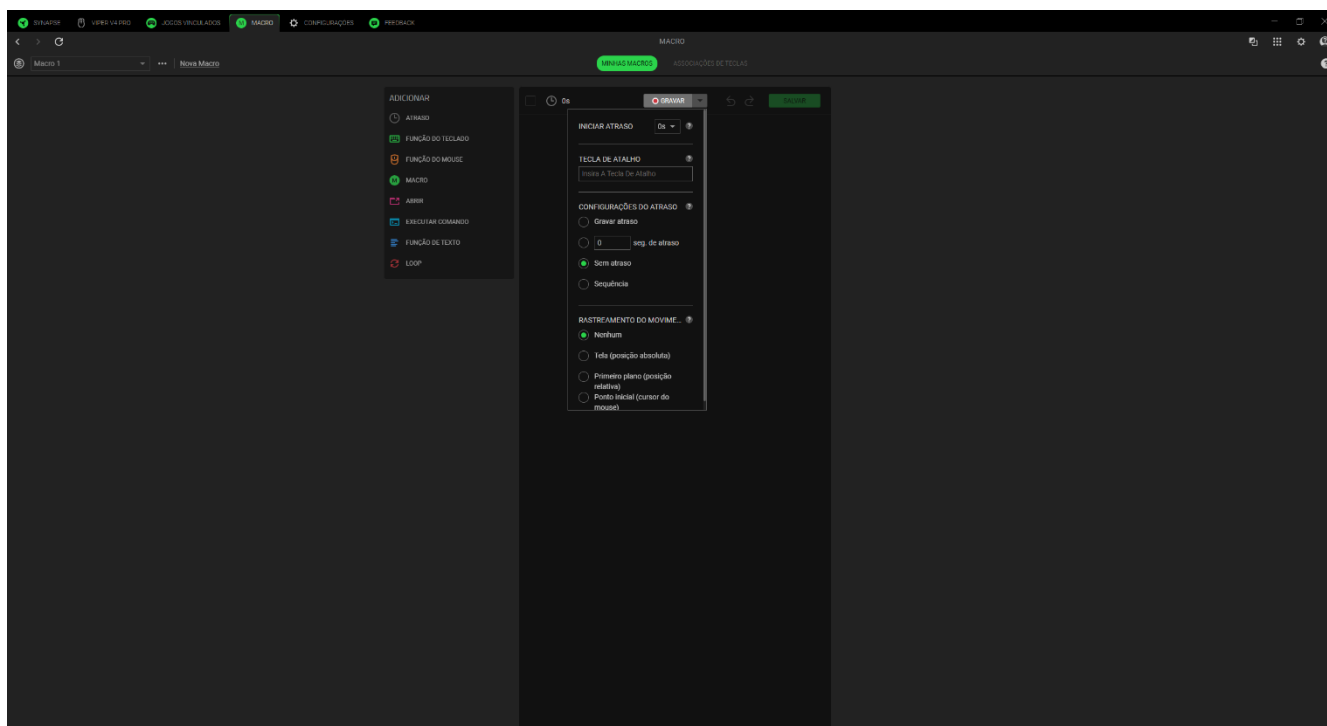 SYNAPSE VIPER V4 PRO JOGOS VINCULADOS MACRO CONFIGURAÇÕES FEEDBACK
MACRO
Macro 1 Nova Macro MINHAS MACROS ASSOCIAÇÕES DE TECLAS
ADICIONAR
ATRASO
FUNÇÃO DO TECLADO
FUNÇÃO DO MOUSE
MACRO
ABRIR
EXECUTAR COMANDO
FUNÇÃO DE TEXTO
LOOP
0s GRAVAR SALVAR
INICIAR ATRASO 0s
TECLA DE ATALHO
Insira A Tecla De Atalho
CONFIGURAÇÕES DO ATRASO
Gravar atraso
0 seg. de atraso
Sem atraso
Sequência
RASTREAMENTO DO MOVIME...
Nenhum
Tela (posição absoluta)
Primeiro plano (posição
relativa)
Ponto inicial (cursor do
mouse)